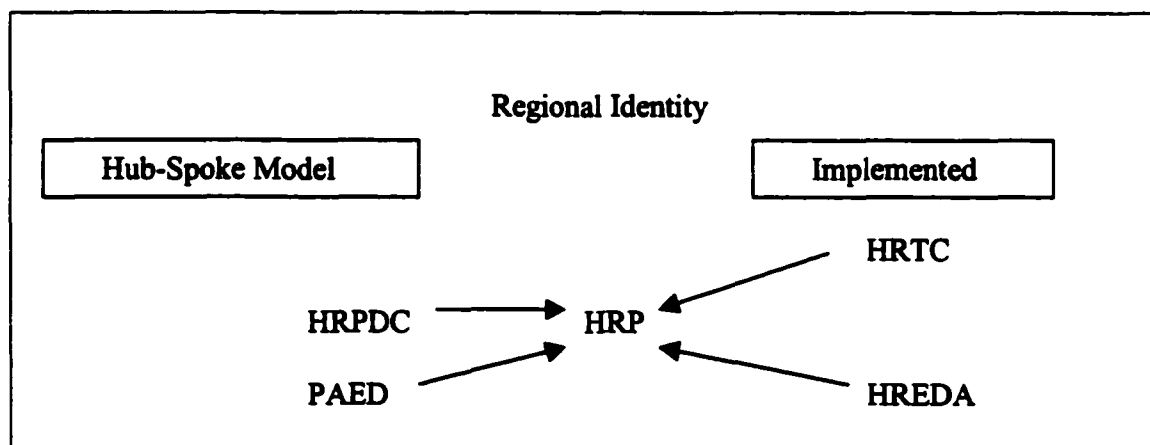 Regional Identity
Hub-Spoke Model Implemented
HRTC
HRPDC HRP
PAED HREDA